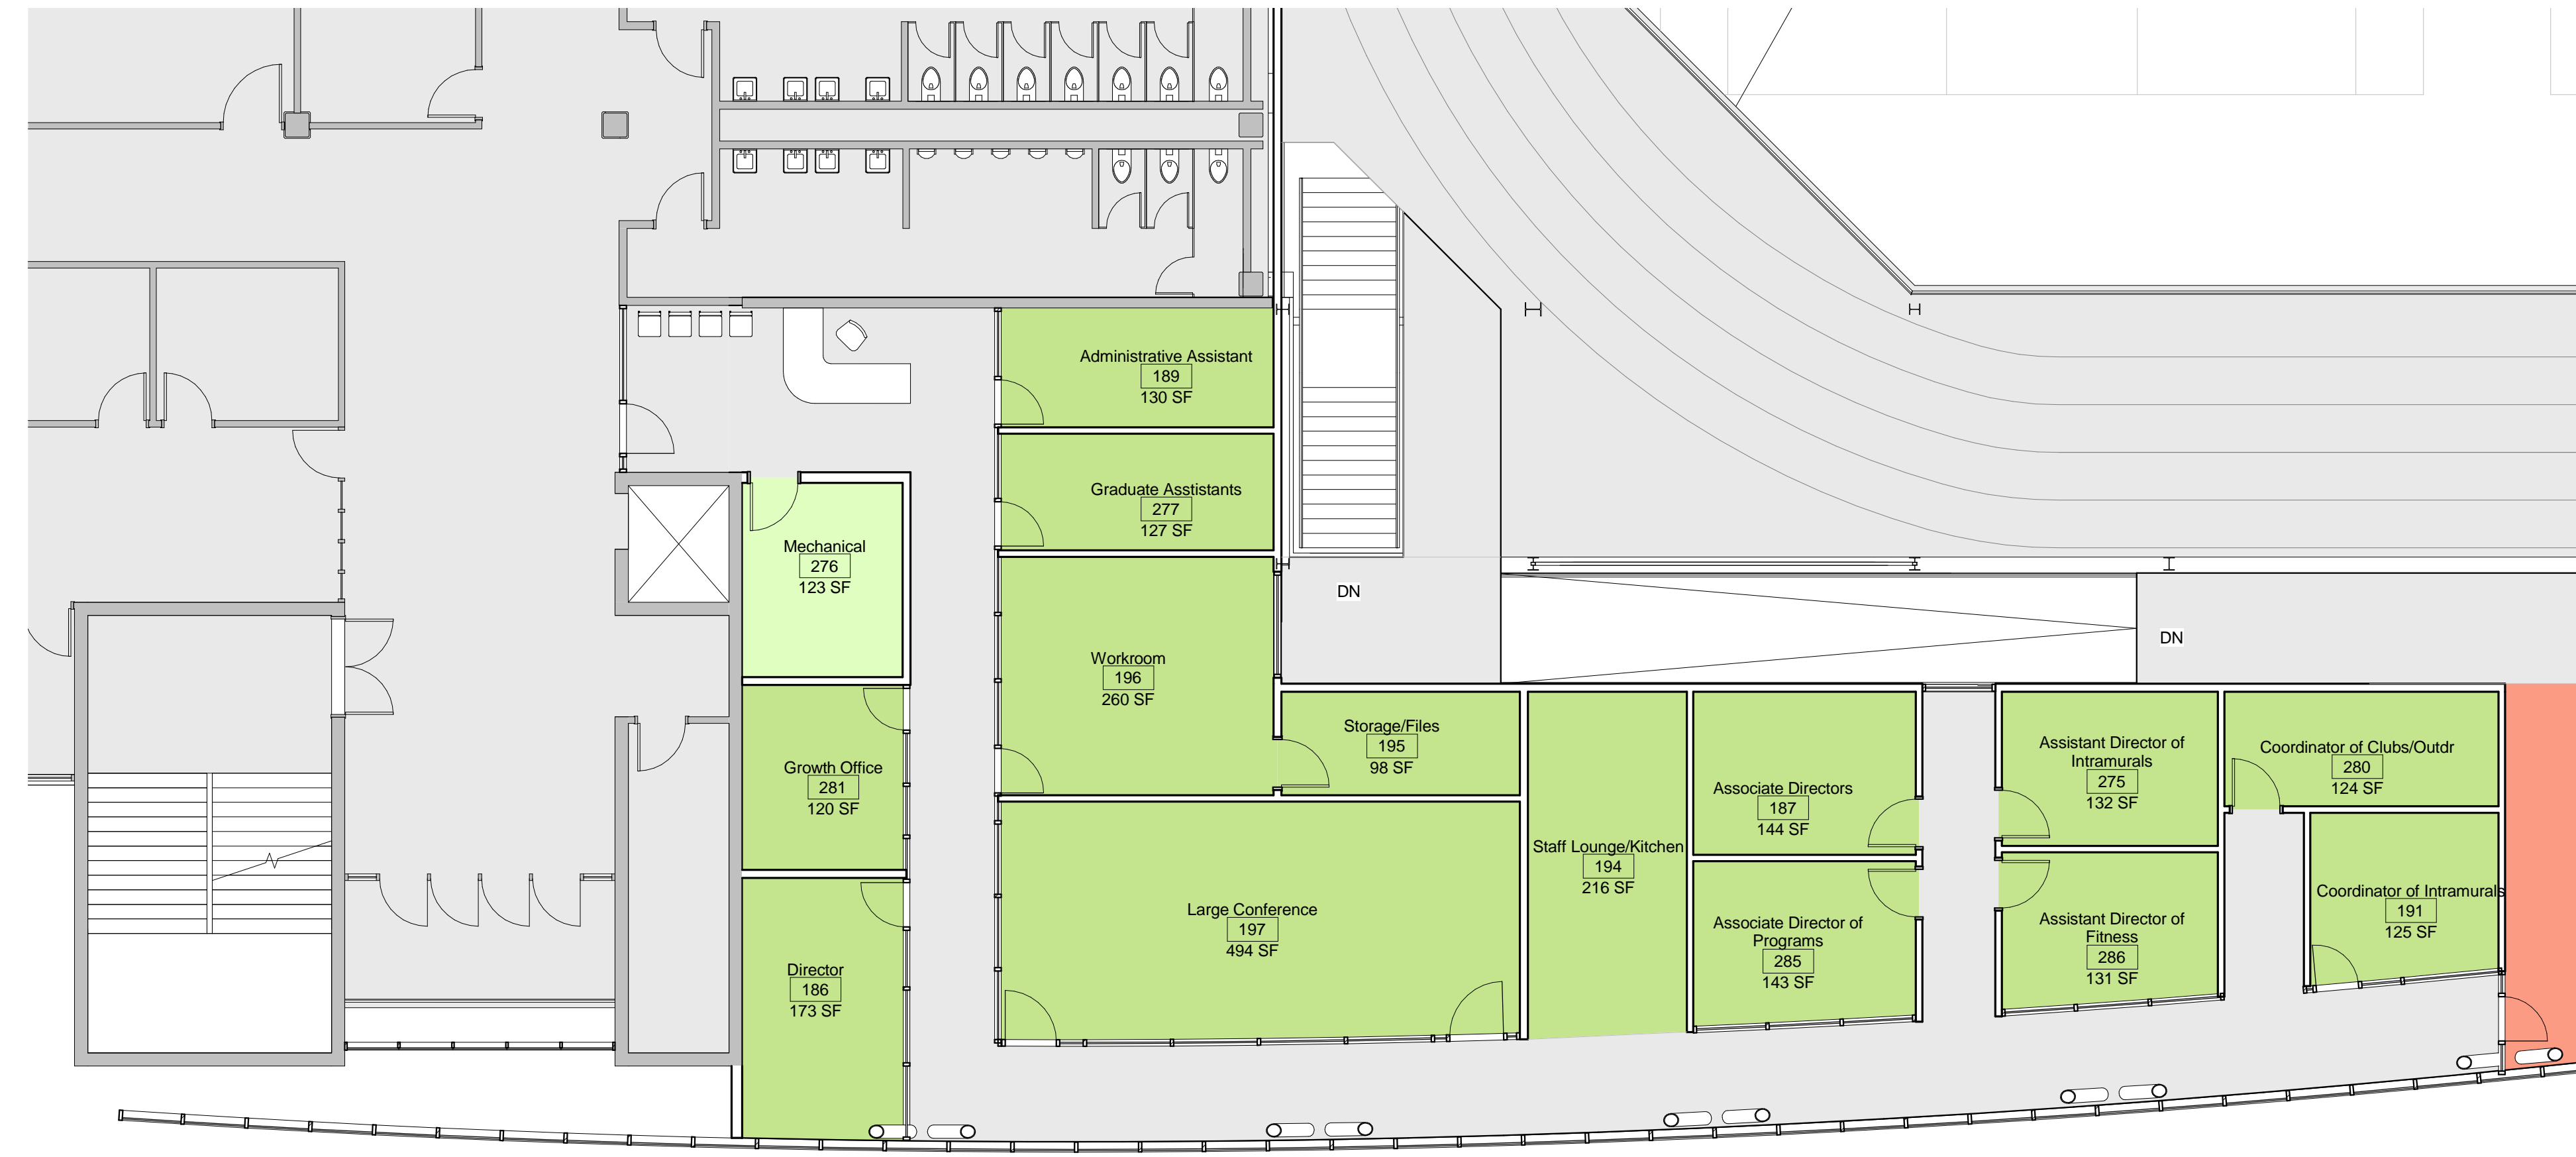 Administrative Assistant
189
130 SF
Graduate Asstistants
277
127 SF
Mechanical
276
123 SF
DN
DN
Workroom
196
260 SF
Storage/Files
195
98 SF
Growth Office
281
120 SF
Associate Directors
187
144 SF
Assistant Director of
Intramurals
275
132 SF
Coordinator of Clubs/Outdr
280
124 SF
Staff Lounge/Kitchen
194
216 SF
Large Conference
197
494 SF
Coordinator of Intramurals
191
125 SF
Associate Director of
Programs
285
143 SF
Assistant Director of
Fitness
286
131 SF
Director
186
173 SF